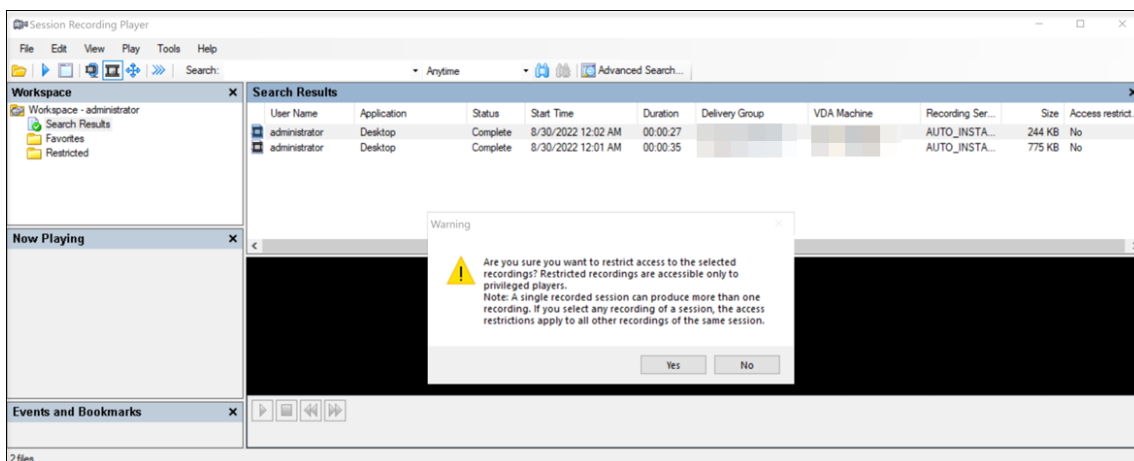 Session Recording Player
File Edit View Play Tools Help
Search: Anytime Advanced Search...
Workspace
Workspace - administrator
Search Results
Favorites
Restricted
Search Results
User Name Application Status Start Time Duration Delivery Group VDA Machine Recording Ser... Size Access restrict.
administrator Desktop Complete 8/30/2022 12:02 AM 00:00:27 AUTO_INSTA... 244 KB No
administrator Desktop Complete 8/30/2022 12:01 AM 00:00:35 AUTO_INSTA... 775 KB No
Now Playing
Warning
Are you sure you want to restrict access to the selected
recordings? Restricted recordings are accessible only to
privileged players.
Note: A single recorded session can produce more than one
recording. If you select any recording of a session, the access
restrictions apply to all other recordings of the same session.
Yes No
Events and Bookmarks
2 files